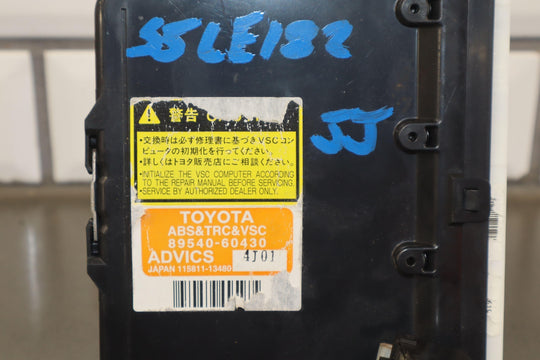 SSLE182
JJ
警告
・交換時は必ず修理書に基づきVSCコン
ピュータの初期化を行ってください。
・詳しくはトヨタ販売店にご相談ください。
・INITIALIZE THE VSC COMPUTER ACCORDING
TO THE REPAIR MANUAL BEFORE SERVICING.
・SERVICE BY AUTHORIZED DEALER ONLY.
TOYOTA
ABS&TRC&VSC
89540-60430
ADVICS 4J01
JAPAN 115811-13480